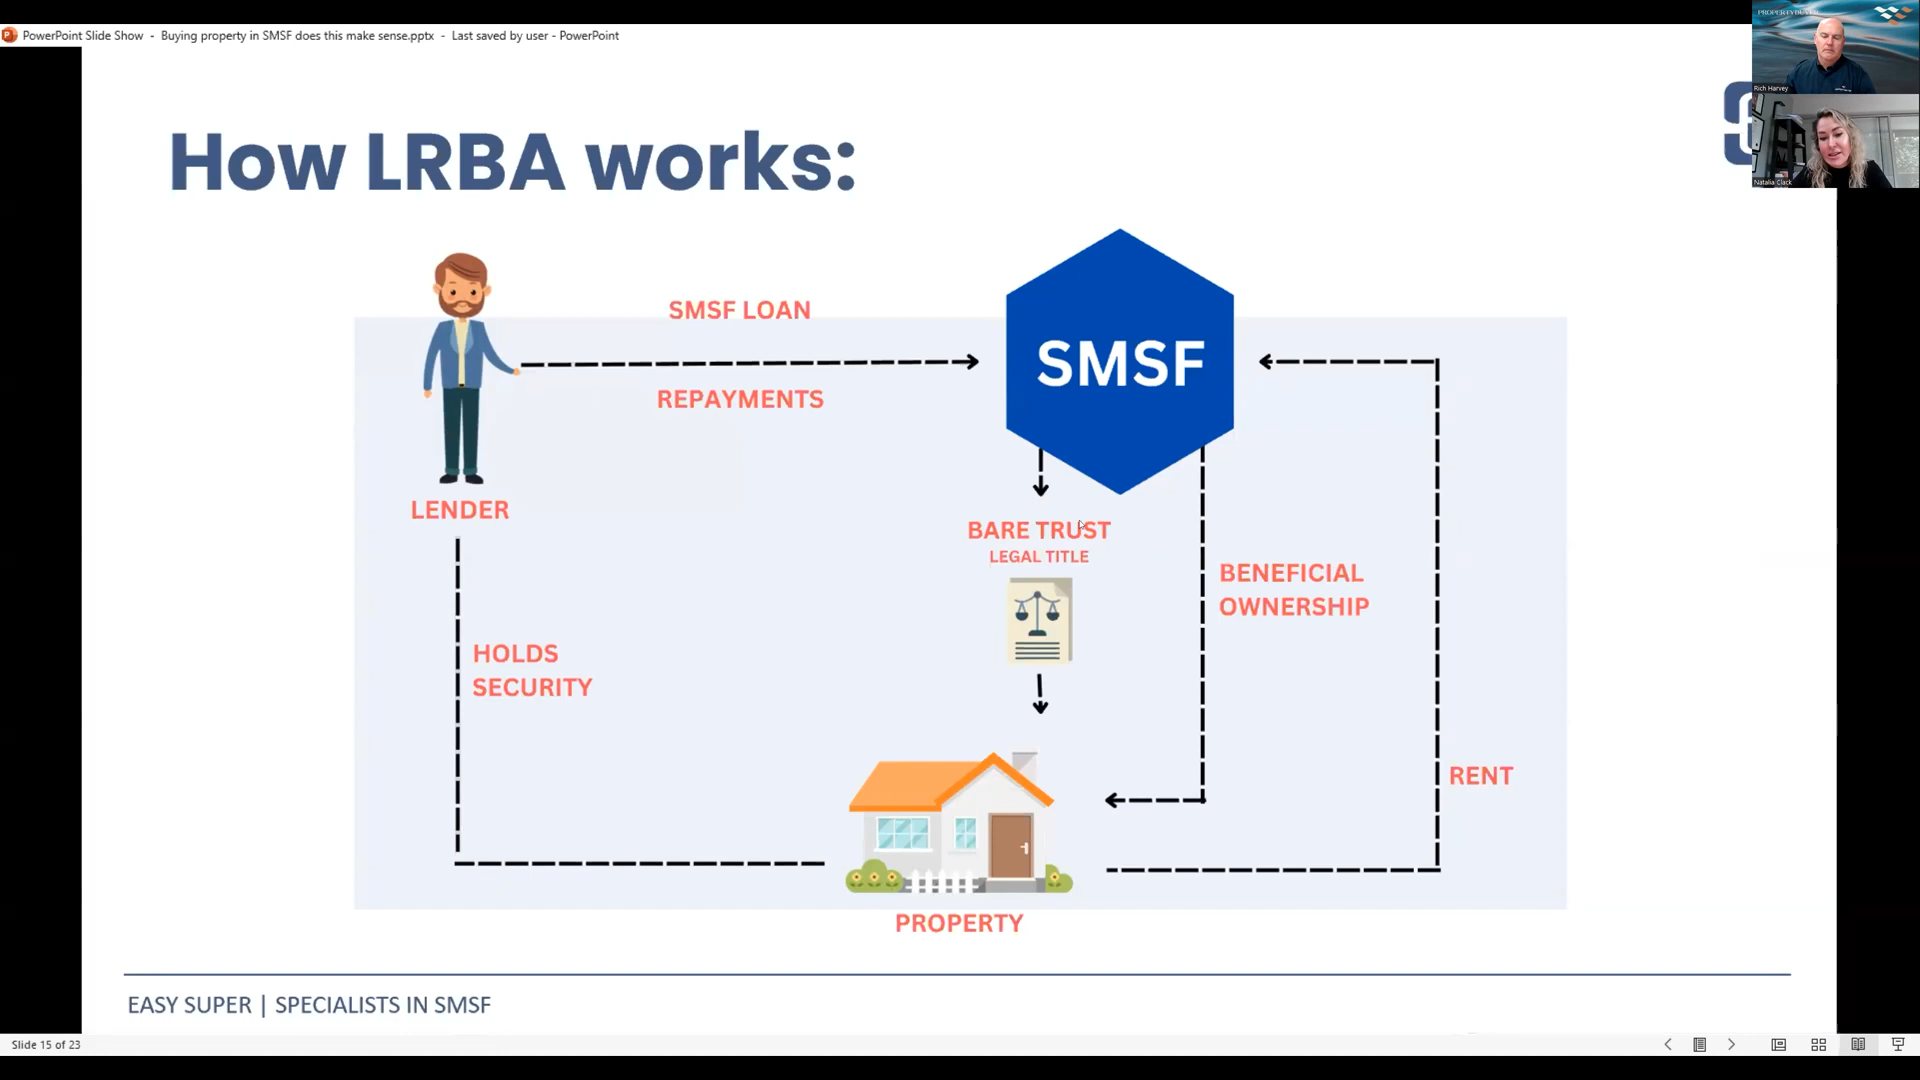 PowerPoint Slide Show - Buying property in SMSF does this make sense.pptx - Last saved by user - PowerPoint
Rich Harvey
Natalia Clack
How LRBA works:
SMSF LOAN
SMSF
REPAYMENTS
LENDER
BARE TRUST
LEGAL TITLE
BENEFICIAL
OWNERSHIP
HOLDS
SECURITY
RENT
PROPERTY
EASY SUPER | SPECIALISTS IN SMSF
Slide 15 of 23